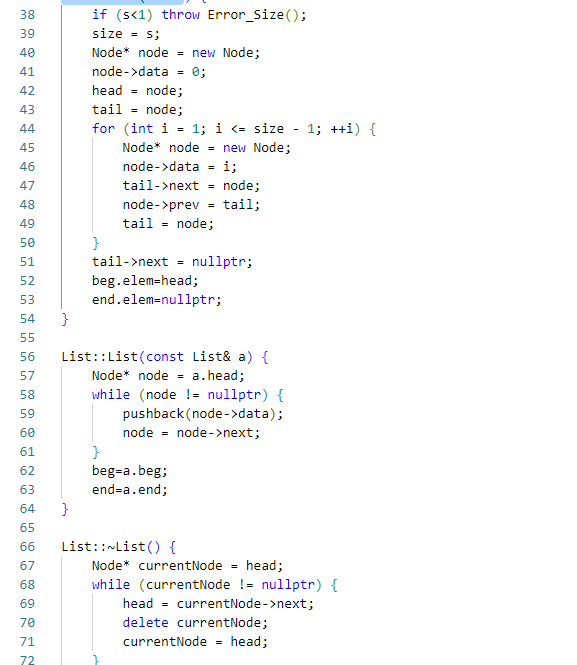 38 if (s<1) throw Error_Size();
39 size = s;
40 Node* node = new Node;
41 node->data = 0;
42 head = node;
43 tail = node;
44 for (int i = 1; i <= size - 1; ++i) {
45 Node* node = new Node;
46 node->data = i;
47 tail->next = node;
48 node->prev = tail;
49 tail = node;
50 }
51 tail->next = nullptr;
52 beg.elem=head;
53 end.elem=nullptr;
54 }
55
56 List::List(const List& a) {
57 Node* node = a.head;
58 while (node != nullptr) {
59 pushback(node->data);
60 node = node->next;
61 }
62 beg=a.beg;
63 end=a.end;
64 }
65
66 List::~List() {
67 Node* currentNode = head;
68 while (currentNode != nullptr) {
69 head = currentNode->next;
70 delete currentNode;
71 currentNode = head;
72 }